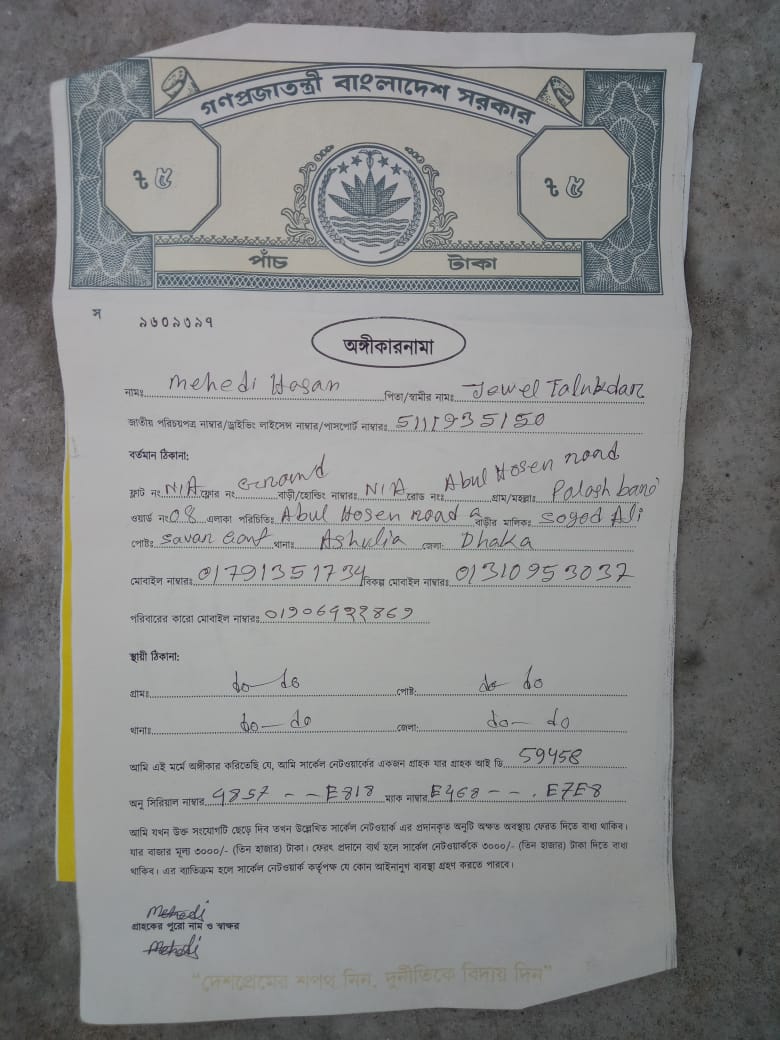 গণপ্রজাতন্ত্রী বাংলাদেশ সরকার
৳ ৫ ৳ ৫
পাঁচ টাকা
স ৯৬০৯৩৯৭
অঙ্গীকারনামা
নামঃ Mehedi Hasan পিতা/স্বামীর নামঃ Jewel Talukdar
জাতীয় পরিচয়পত্র নাম্বার/ড্রাইভিং লাইসেন্স নাম্বার/পাসপোর্ট নাম্বারঃ 5111935150
বর্তমান ঠিকানা:
ফ্লাট নং N/A ফ্লোর নং Ground বাড়ী/হোল্ডিং নাম্বারঃ N/A রোড নংঃ Abul Hosen road গ্রাম/মহল্লাঃ Palash bari
ওয়ার্ড নংঃ 08 এলাকা পরিচিতিঃ Abul Hosen road বাড়ীর মালিকঃ Soyed Ali
পোষ্টঃ Savar Cant থানাঃ Ashulia জেলা: Dhaka
মোবাইল নাম্বারঃ 01791351734 বিকল্প মোবাইল নাম্বারঃ 01310953037
পরিবারের কারো মোবাইল নাম্বারঃ
স্থায়ী ঠিকানা:
গ্রামঃ do do পোষ্ট: do do
থানাঃ do — do জেলা: do — do
আমি এই মর্মে অঙ্গীকার করিতেছি যে, আমি সার্কেল নেটওয়ার্কের একজন গ্রাহক যার গ্রাহক আই ডি 59458
অনু সিরিয়াল নাম্বার 4857 - - E818 ম্যাক নাম্বার E468 - - . E7E8
আমি যখন উক্ত সংযোগটি ছেড়ে দিব তখন উল্লেখিত সার্কেল নেটওয়ার্ক এর প্রদানকৃত অনুটি অক্ষত অবস্থায় ফেরত দিতে বাধ্য থাকিব।
যার বাজার মূল্য ৩০০০/- (তিন হাজার) টাকা। ফেরৎ প্রদানে ব্যর্থ হলে সার্কেল নেটওয়ার্ককে ৩০০০/- (তিন হাজার) টাকা দিতে বাধ্য
থাকিব। এর ব্যতিক্রম হলে সার্কেল নেটওয়ার্ক কর্তৃপক্ষ যে কোন আইনানুগ ব্যবস্থা গ্রহণ করতে পারবে।
Mehedi
গ্রাহকের পুরো নাম ও স্বাক্ষর
Mehedi
"দেশপ্রেমের শপথ নিন, দুর্নীতিকে বিদায় দিন"